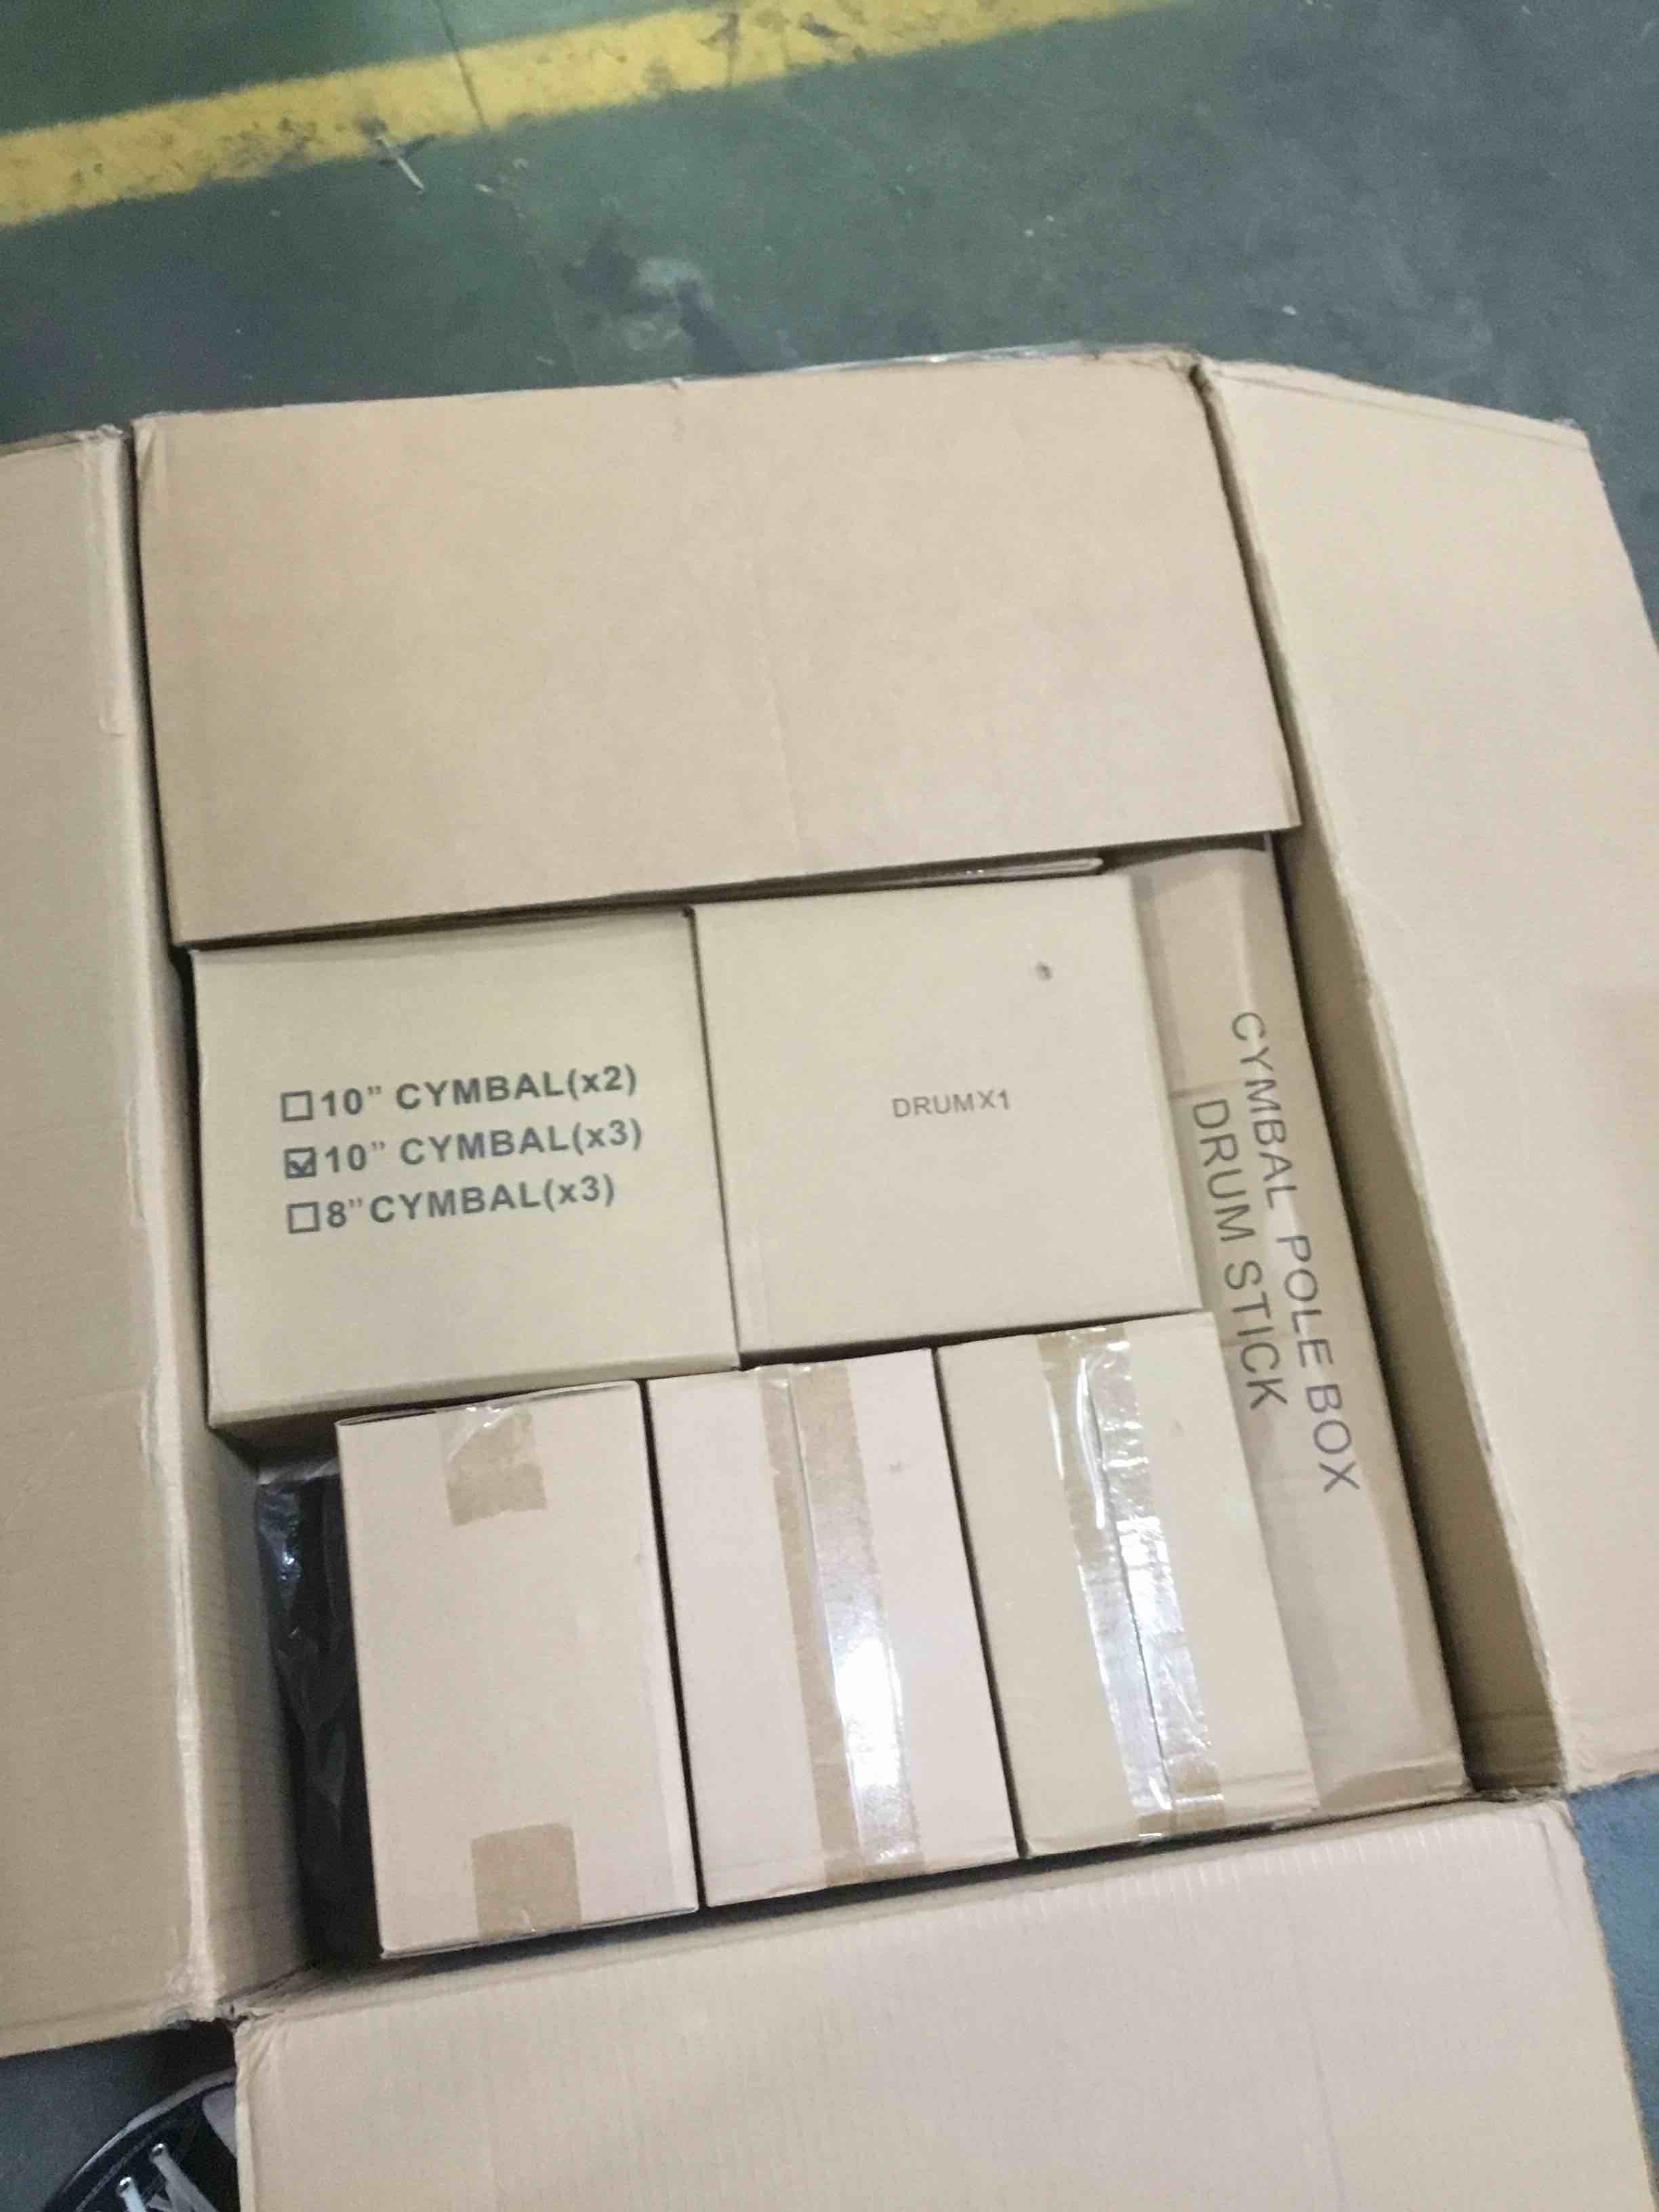 ☐10” CYMBAL(x2)
☑10” CYMBAL(x3)
☐8”CYMBAL(x3)
DRUMX1
CYMBAL POLE BOX
DRUM STICK